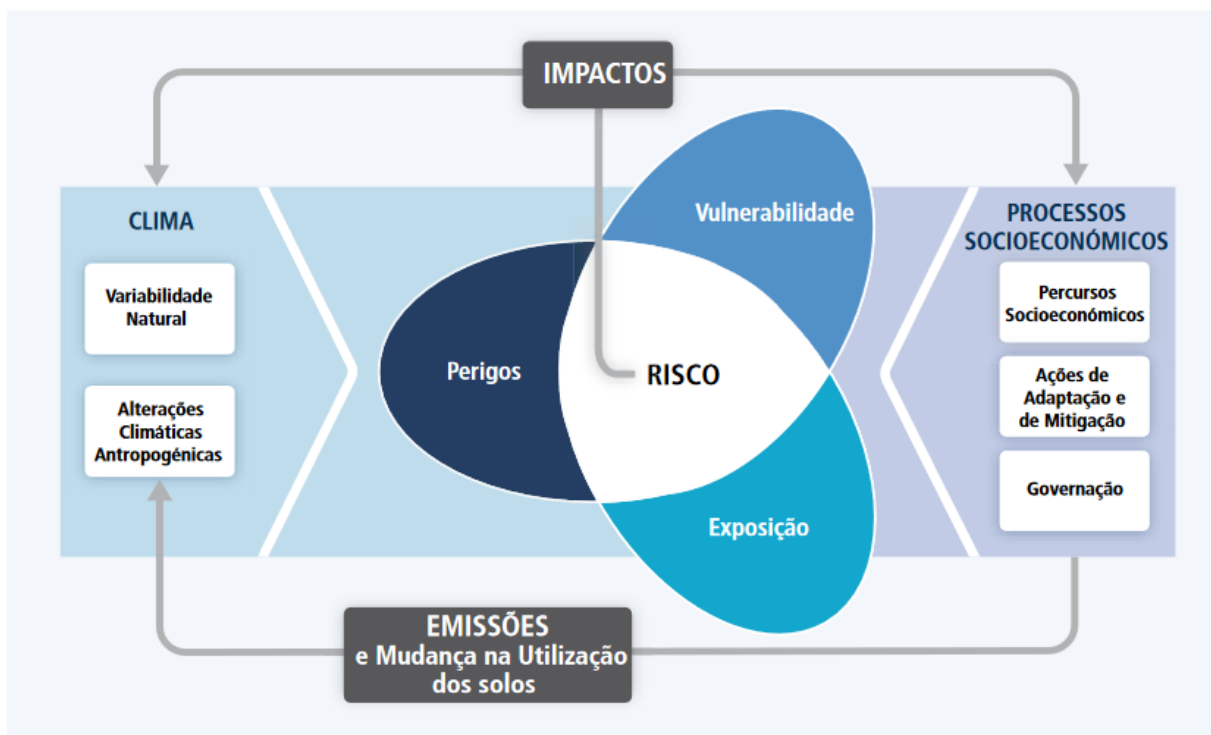 IMPACTOS
CLIMA
Variabilidade
Natural
Alterações
Climáticas
Antropogénicas
Perigos
Vulnerabilidade
RISCO
Exposição
PROCESSOS
SOCIOECONÓMICOS
Percursos
Socioeconómicos
Ações de
Adaptação e
de Mitigação
Governação
EMISSÕES
e Mudança na Utilização
dos solos